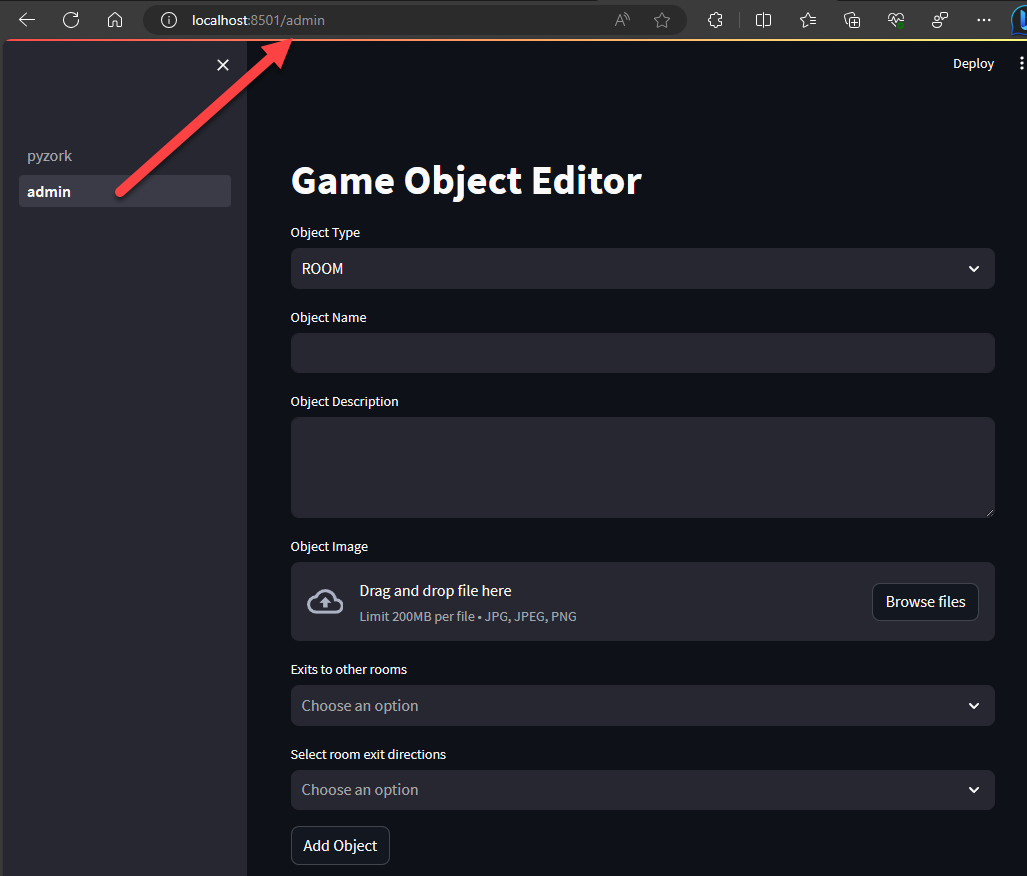 localhost:8501/admin
Deploy
pyzork
admin
Game Object Editor
Object Type
ROOM
Object Name
Object Description
Object Image
Drag and drop file here
Limit 200MB per file • JPG, JPEG, PNG
Browse files
Exits to other rooms
Choose an option
Select room exit directions
Choose an option
Add Object